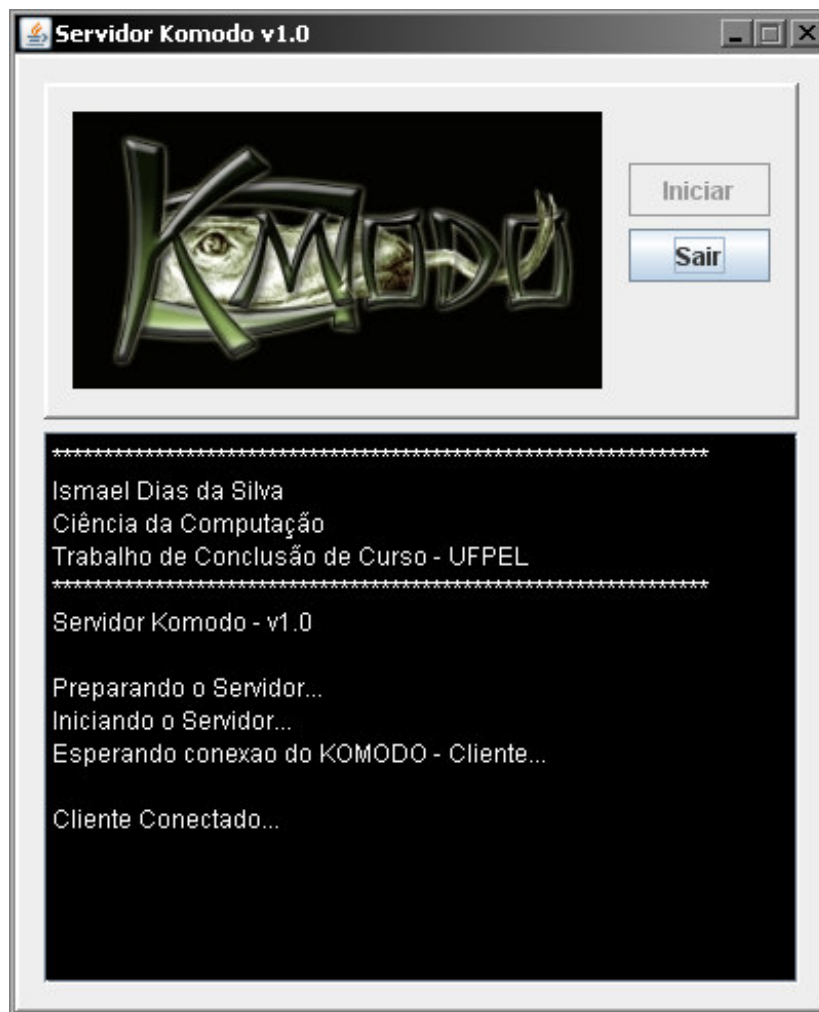 Servidor Komodo v1.0
KOMODO
Iniciar
Sair
******************************************************************************
Ismael Dias da Silva
Ciência da Computação
Trabalho de Conclusão de Curso - UFPEL
******************************************************************************
Servidor Komodo - v1.0
Preparando o Servidor...
Iniciando o Servidor...
Esperando conexao do KOMODO - Cliente...
Cliente Conectado...